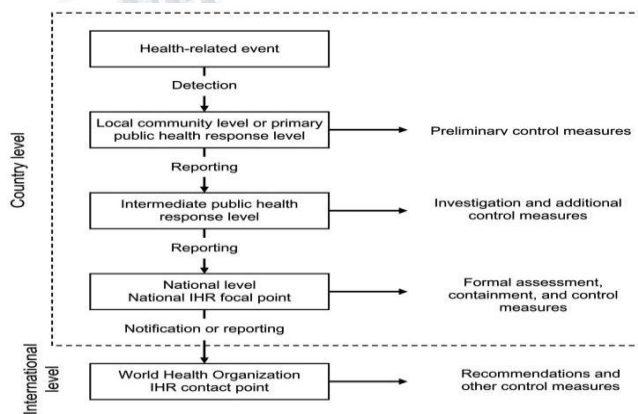 Health-related event
Detection
Local community level or primary
public health response level
Preliminary control measures
Reporting
Intermediate public health
response level
Investigation and additional
control measures
Reporting
National level
National IHR focal point
Formal assessment,
containment, and control
measures
Notification or reporting
World Health Organization
IHR contact point
Recommendations and
other control measures
Country level
International
level